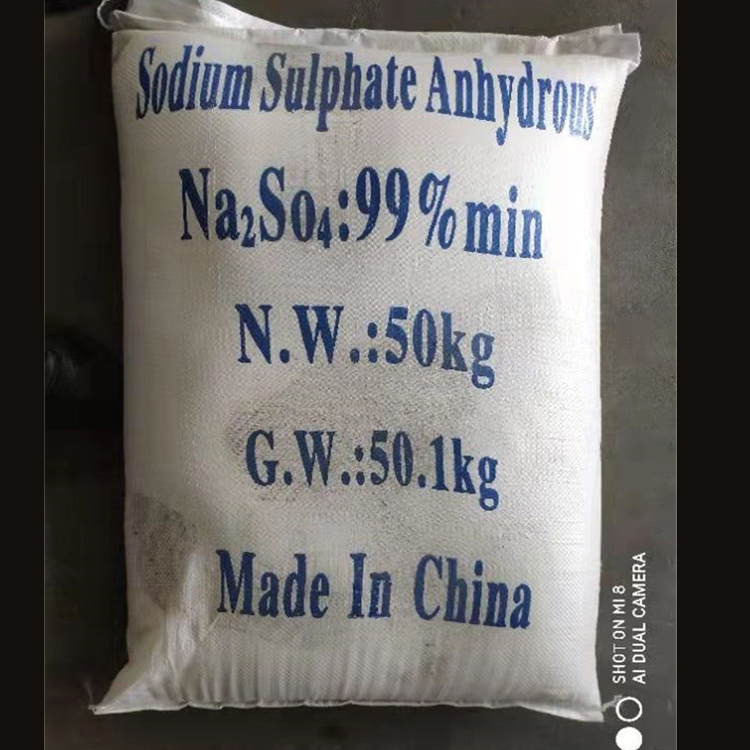 Sodium Sulphate Anhydrous
Na₂So₄:99%min
N.W.:50kg
G.W.:50.1kg
Made In China
SHOT ON MI 8
AI DUAL CAMERA